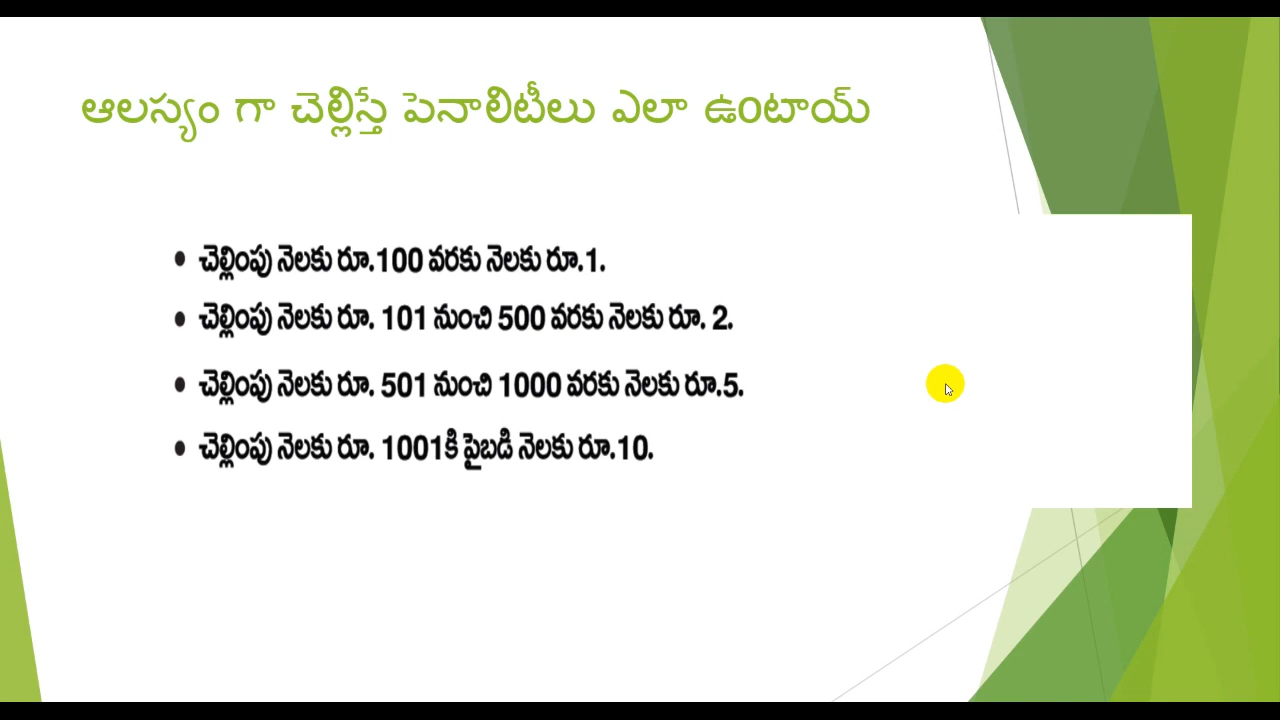 ఆలస్యం గా చెల్లిస్తే పెనాలిటీలు ఎలా ఉంటాయ్
• చెల్లింపు నెలకు రూ.100 వరకు నెలకు రూ.1.
• చెల్లింపు నెలకు రూ. 101 నుంచి 500 వరకు నెలకు రూ. 2.
• చెల్లింపు నెలకు రూ. 501 నుంచి 1000 వరకు నెలకు రూ.5.
• చెల్లింపు నెలకు రూ. 1001కి పైబడి నెలకు రూ.10.